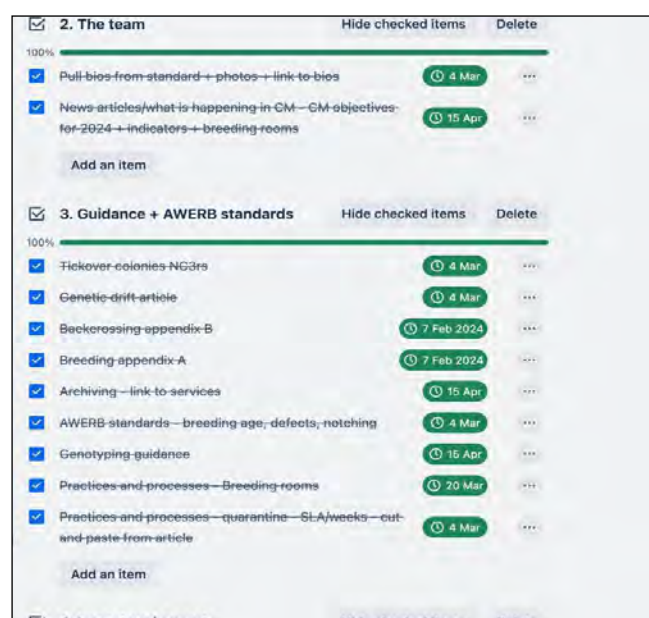 2. The team Hide checked items Delete
100%
Pull bios from standard + photos + link to bios 4 Mar
News articles/what is happening in CM - CM objectives 15 Apr
for 2024 + indicators + breeding rooms
Add an item
3. Guidance + AWERB standards Hide checked items Delete
100%
Tickover colonies NC3rs 4 Mar
Genetic drift article 4 Mar
Backcrossing appendix B 7 Feb 2024
Breeding appendix A 7 Feb 2024
Archiving - link to services 15 Apr
AWERB standards - breeding age, defects, notching 4 Mar
Genotyping guidance 15 Apr
Practices and processes - Breeding rooms 20 Mar
Practices and processes - quarantine - SLA/weeks - cut 4 Mar
and paste from article
Add an item